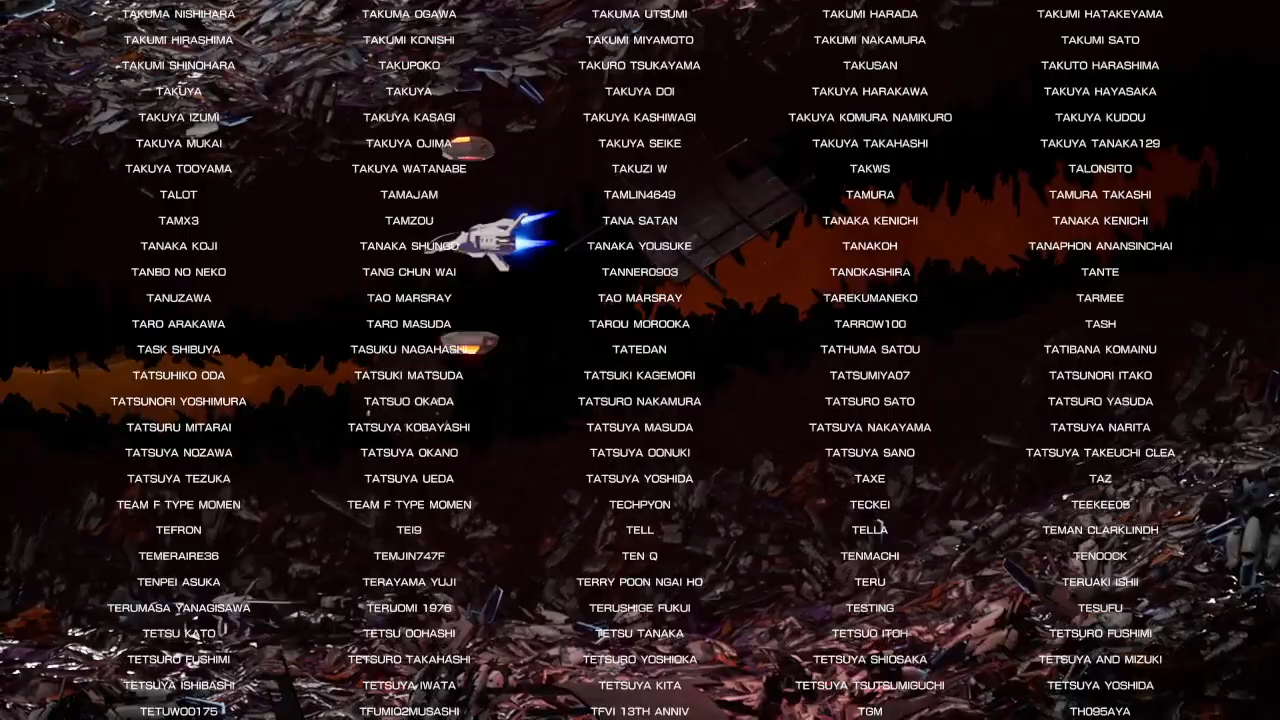 TAKUMA NISHIHARA TAKUMA OGAWA TAKUMA UTSUMI TAKUMI HARADA TAKUMI HATAKEYAMA
TAKUMI HIRASHIMA TAKUMI KONISHI TAKUMI MIYAMOTO TAKUMI NAKAMURA TAKUMI SATO
TAKUMI SHINOHARA TAKUPOKO TAKURO TSUKAYAMA TAKUSAN TAKUTO HARASHIMA
TAKUYA TAKUYA TAKUYA DOI TAKUYA HARAKAWA TAKUYA HAYASAKA
TAKUYA IZUMI TAKUYA KASAGI TAKUYA KASHIWAGI TAKUYA KOMURA NAMIKURO TAKUYA KUDOU
TAKUYA MUKAI TAKUYA OJIMA TAKUYA SEIKE TAKUYA TAKAHASHI TAKUYA TANAKA129
TAKUYA TOOYAMA TAKUYA WATANABE TAKUZI W TAKWS TALONSITO
TALOT TAMAJAM TAMLIN4649 TAMURA TAMURA TAKASHI
TAMX3 TAMZOU TANA SATAN TANAKA KENICHI TANAKA KENICHI
TANAKA KOJI TANAKA SHUNGO TANAKA YOUSUKE TANAKOH TANAPHON ANANSINCHAI
TANBO NO NEKO TANG CHUN WAI TANNER0903 TANOKASHIRA TANTE
TANUZAWA TAO MARSRAY TAO MARSRAY TAREKUMANEKO TARMEE
TARO ARAKAWA TARO MASUDA TAROU MOROOKA TARROW100 TASH
TASK SHIBUYA TASUKU NAGAHASHI TATEDAN TATHUMA SATOU TATIBANA KOMAINU
TATSUHIKO ODA TATSUKI MATSUDA TATSUKI KAGEMORI TATSUMIYA07 TATSUNORI ITAKO
TATSUNORI YOSHIMURA TATSUO OKADA TATSURO NAKAMURA TATSURO SATO TATSURO YASUDA
TATSURU MITARAI TATSUYA KOBAYASHI TATSUYA MASUDA TATSUYA NAKAYAMA TATSUYA NARITA
TATSUYA NOZAWA TATSUYA OKANO TATSUYA OONUKI TATSUYA SANO TATSUYA TAKEUCHI CLEA
TATSUYA TEZUKA TATSUYA UEDA TATSUYA YOSHIDA TAXE TAZ
TEAM F TYPE MOMEN TEAM F TYPE MOMEN TECHPYON TECKEI TEEKEE05
TEFRON TEI9 TELL TELLA TEMAN CLARKLINDH
TEMERAIRE36 TEMJIN747F TEN Q TENMACHI TENOOCK
TENPEI ASUKA TERAYAMA YUJI TERRY POON NGAI HO TERU TERUAKI ISHII
TERUMASA YANAGISAWA TERUOMI 1976 TERUSHIGE FUKUI TESTING TESUFU
TETSU KATO TETSU OOHASHI TETSU TANAKA TETSUO ITOH TETSURO FUSHIMI
TETSURO FUSHIMI TETSURO TAKAHASHI TETSURO YOSHIOKA TETSUYA SHIOSAKA TETSUYA AND MIZUKI
TETSUYA ISHIBASHI TETSUYA IWATA TETSUYA KITA TETSUYA TSUTSUMIGUCHI TETSUYA YOSHIDA
TETUWO0175 TFUMIO2MUSASHI TFVI 13TH ANNIV TGM TH095AYA